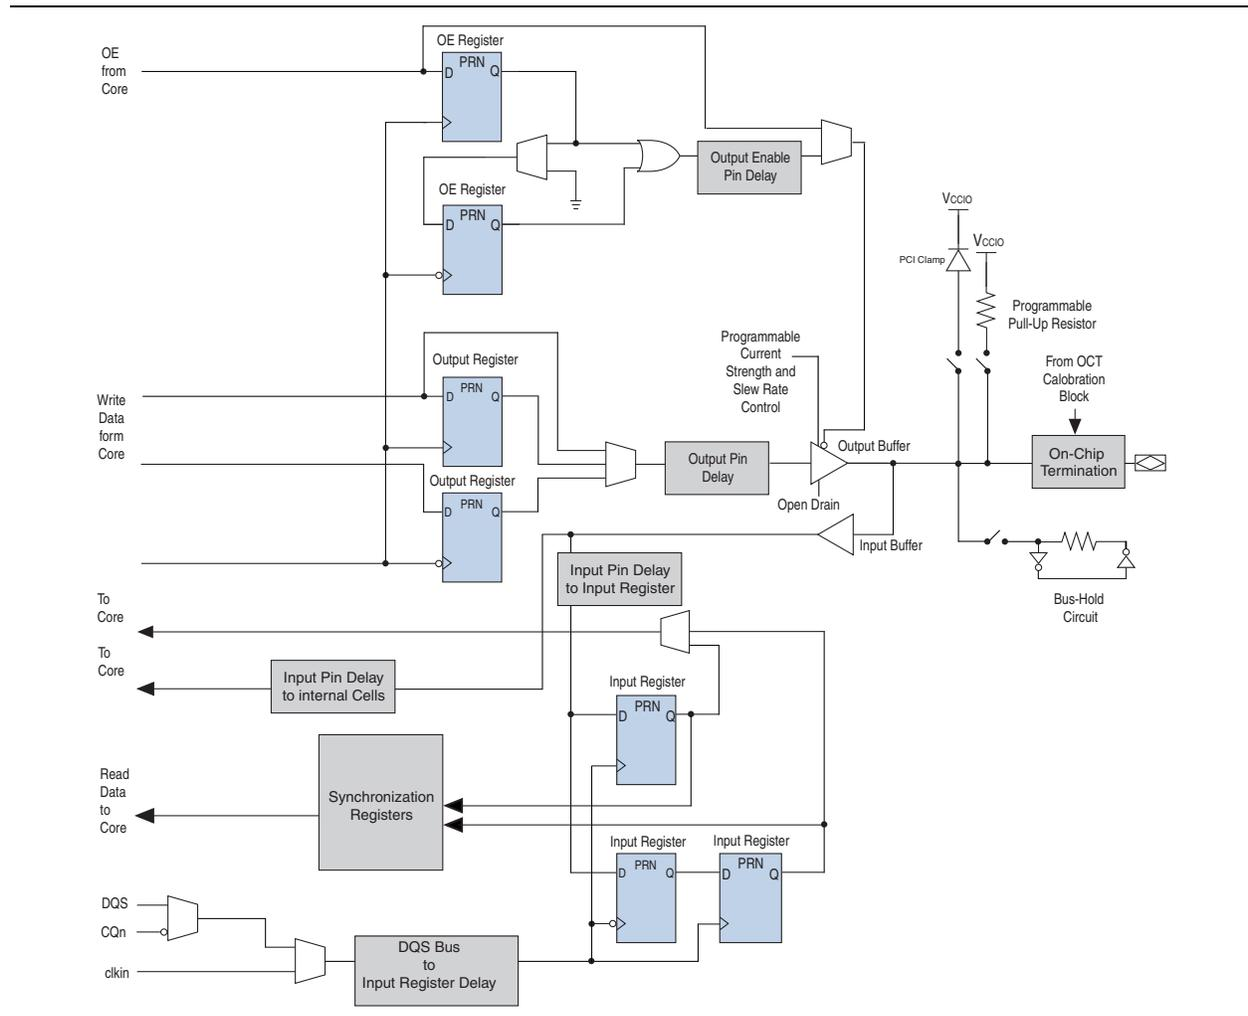 OE
from
Core
OE Register
PRN
D
Q
OE Register
PRN
D
Q
Output Enable
Pin Delay
VCCIO
VCCIO
PCI Clamp
Programmable
Pull-Up Resistor
From OCT
Calobration
Block
On-Chip
Termination
Programmable
Current
Strength and
Slew Rate
Control
Write
Data
form
Core
Output Register
PRN
D
Q
Output Register
PRN
D
Q
Output Pin
Delay
Output Buffer
Open Drain
Input Buffer
Bus-Hold
Circuit
Input Pin Delay
to Input Register
To
Core
To
Core
Input Pin Delay
to internal Cells
Input Register
PRN
D
Q
Read
Data
to
Core
Synchronization
Registers
Input Register
PRN
D
Q
Input Register
PRN
D
Q
DQS
CQn
clkin
DQS Bus
to
Input Register Delay